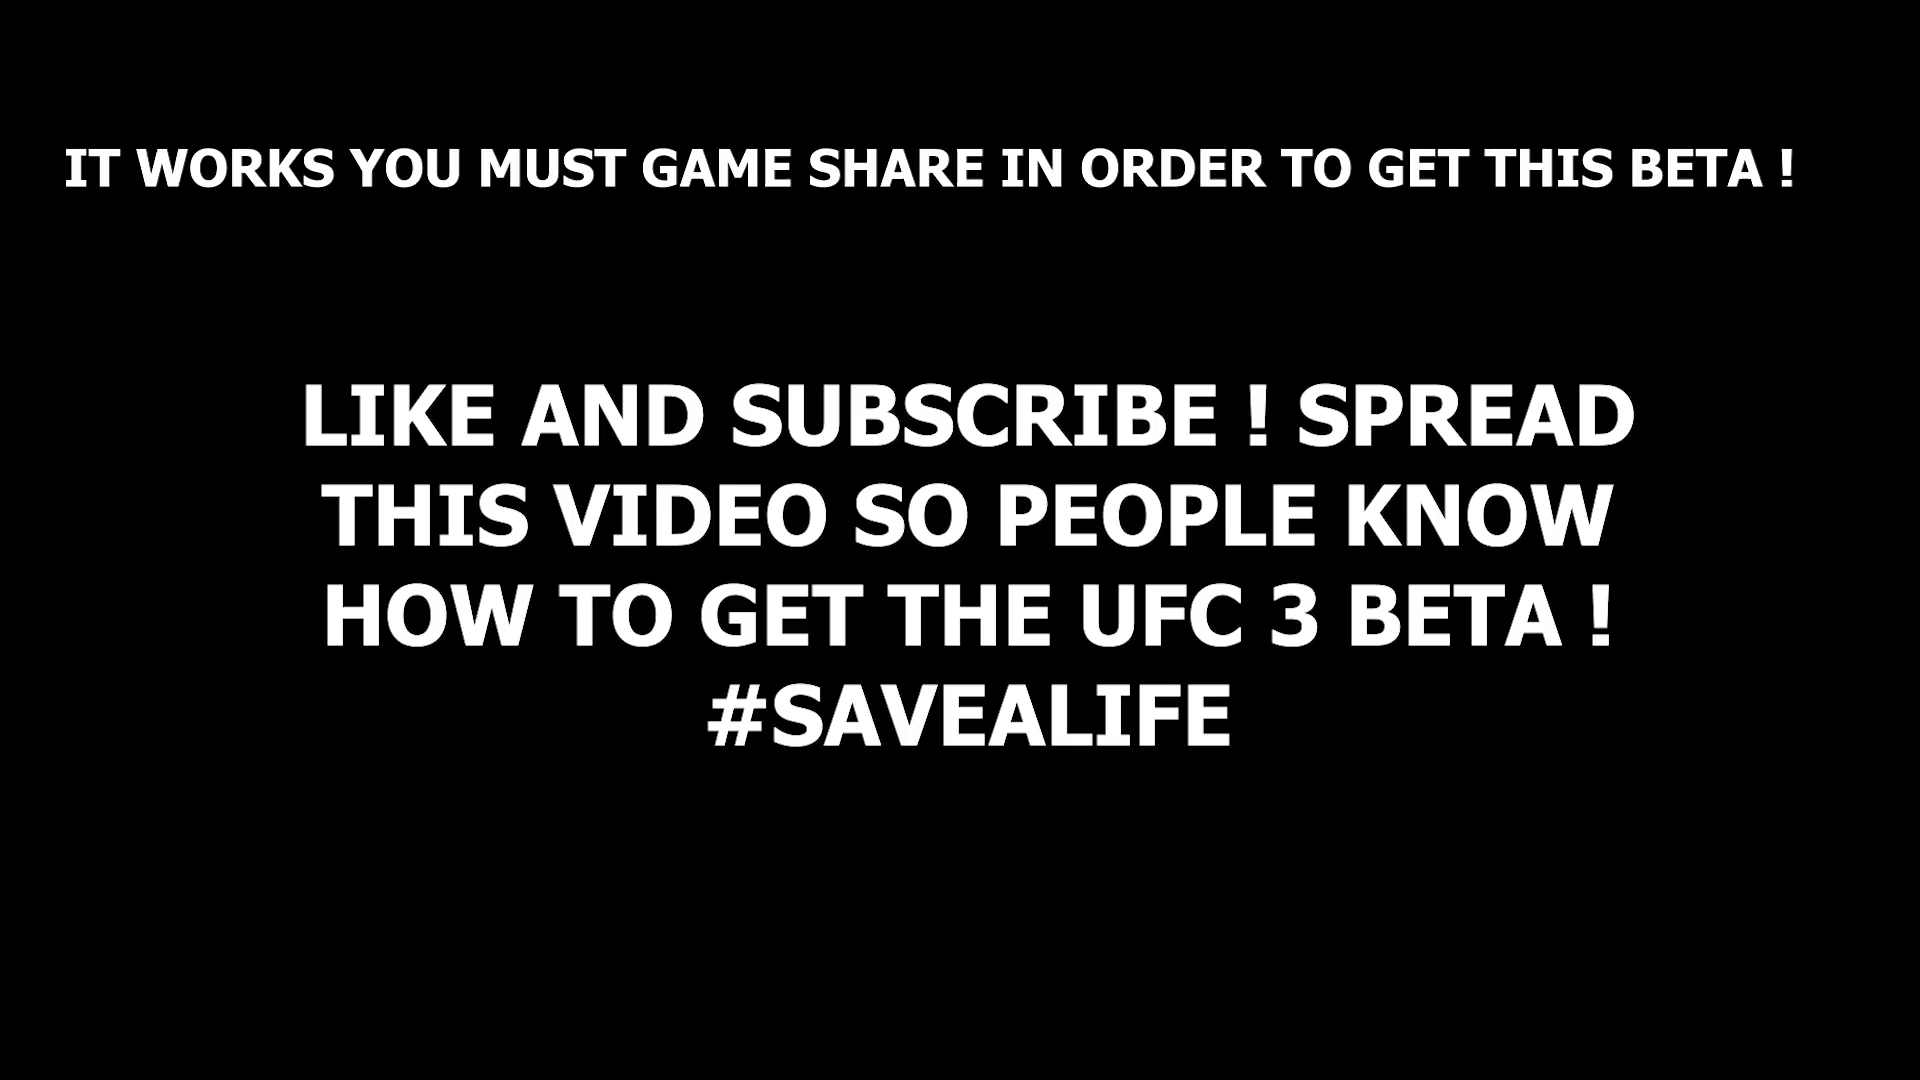 IT WORKS YOU MUST GAME SHARE IN ORDER TO GET THIS BETA !
LIKE AND SUBSCRIBE ! SPREAD
THIS VIDEO SO PEOPLE KNOW
HOW TO GET THE UFC 3 BETA !
#SAVEALIFE